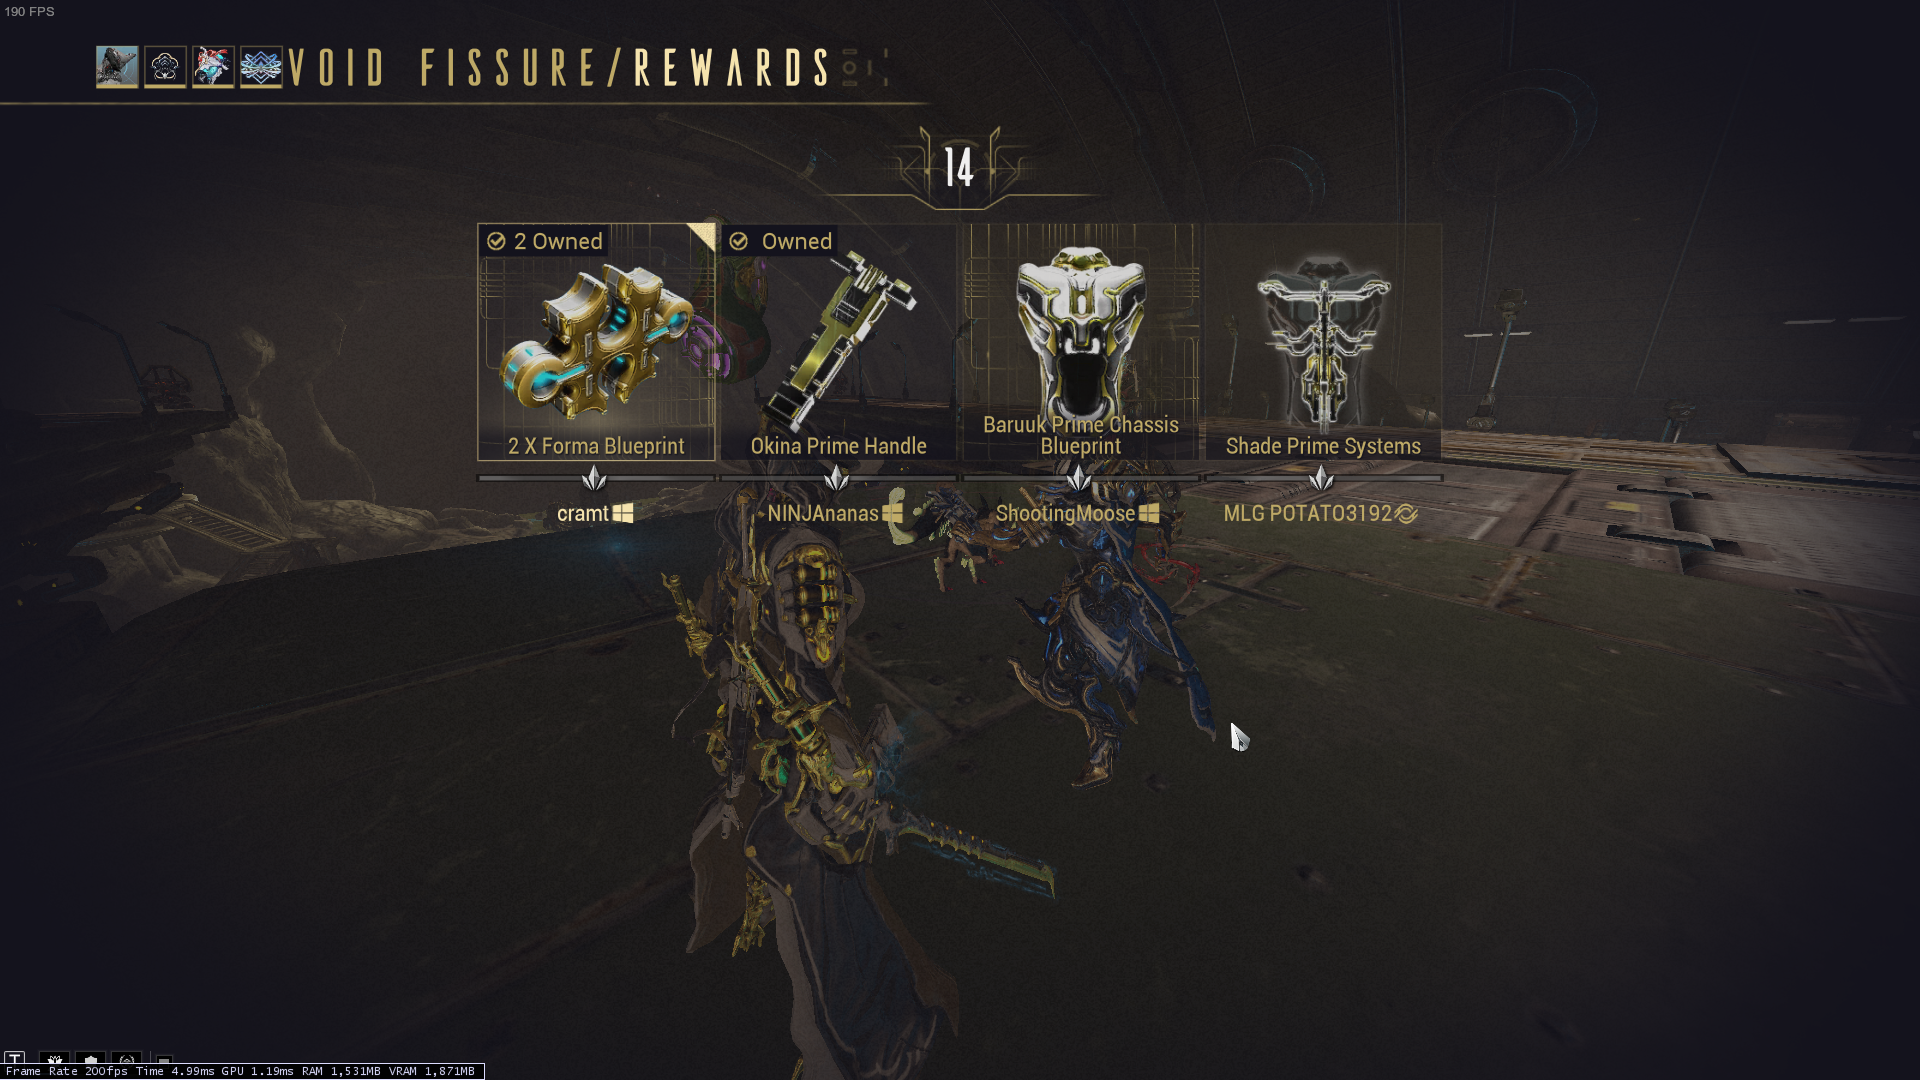 190 FPS
VOID FISSURE/REWARDS
14
2 Owned
Owned
2 X Forma Blueprint
Okina Prime Handle
Baruuk Prime Chassis
Blueprint
Shade Prime Systems
cramt
NINJAnanas
ShootingMoose
MLG POTATO3192
T
Frame Rate 200fps Time 4.99ms GPU 1.19ms RAM 1,531MB VRAM 1,871MB